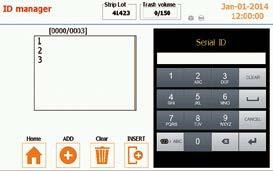 ID manager
Strip Lot
4L423
Trash volume
0/150
Jan-01-2014
12:00:00
[0000/0003]
1
2
3
Serial ID
1
2 ABC
3 DEF
CLEAR
4 GHI
5 JKL
6 MNO
7 PQRS
8 TUV
9 WXYZ
/ ABC
0
Home
ADD
Clear
INSERT